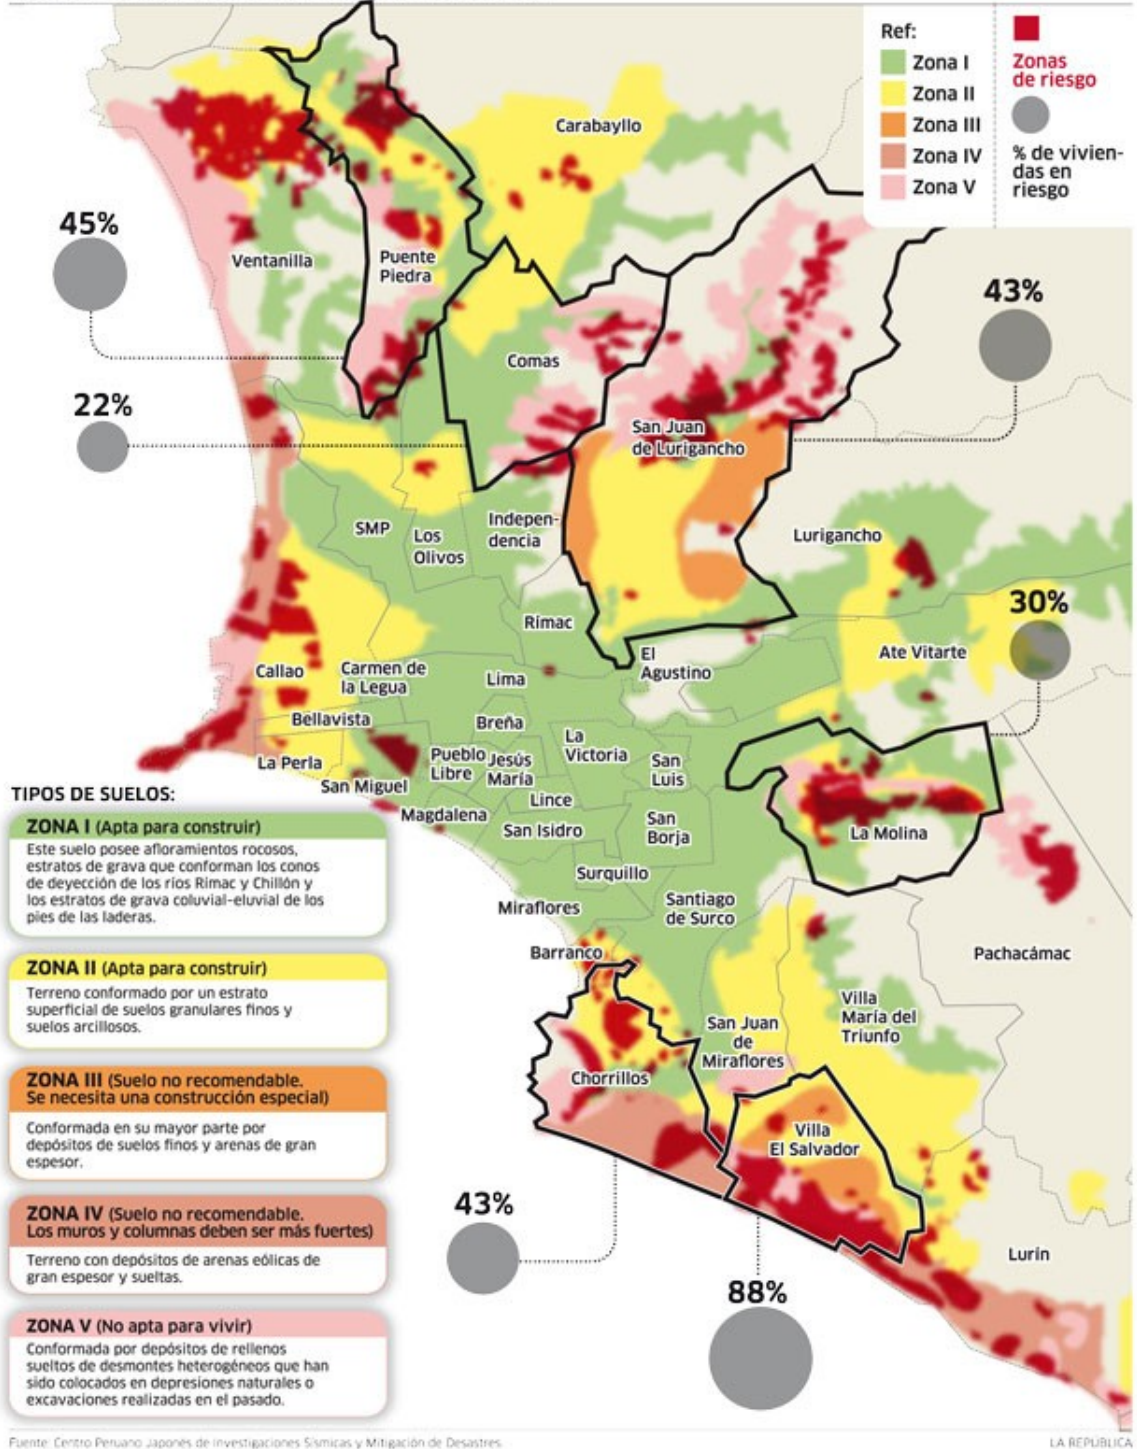 Ref:
Zona I
Zona II
Zona III
Zona IV
Zona V
Zonas
de riesgo
% de vivien-
das en
riesgo
Carabayllo
45%
Ventanilla
Puente
Piedra
43%
Comas
22%
San Juan
de Lurigancho
SMP
Los
Olivos
Indepen-
dencia
Lurigancho
30%
Rímac
El
Agustino
Ate Vitarte
Callao
Carmen de
la Legua
Lima
Bellavista
Breña
La
Victoria
La Perla
Pueblo
Libre
Jesús
María
San
Luis
San Miguel
Lince
Magdalena
San Isidro
San
Borja
La Molina
Surquillo
Miraflores
Santiago
de Surco
Barranco
Pachacámac
Villa
María del
Triunfo
San Juan
de
Miraflores
Chorrillos
Villa
El Salvador
43%
88%
Lurín
TIPOS DE SUELOS:
ZONA I (Apta para construir)
Este suelo posee afloramientos rocosos,
estratos de grava que conforman los conos
de deyección de los ríos Rímac y Chillón y
los estratos de grava coluvial-eluvial de los
pies de las laderas.
ZONA II (Apta para construir)
Terreno conformado por un estrato
superficial de suelos granulares finos y
suelos arcillosos.
ZONA III (Suelo no recomendable.
Se necesita una construcción especial)
Conformada en su mayor parte por
depósitos de suelos finos y arenas de gran
espesor.
ZONA IV (Suelo no recomendable.
Los muros y columnas deben ser más fuertes)
Terreno con depósitos de arenas eólicas de
gran espesor y sueltas.
ZONA V (No apta para vivir)
Conformada por depósitos de rellenos
sueltos de desmontes heterogéneos que han
sido colocados en depresiones naturales o
excavaciones realizadas en el pasado.
Fuente: Centro Peruano Japonés de Investigaciones Sísmicas y Mitigación de Desastres.
LA REPÚBLICA